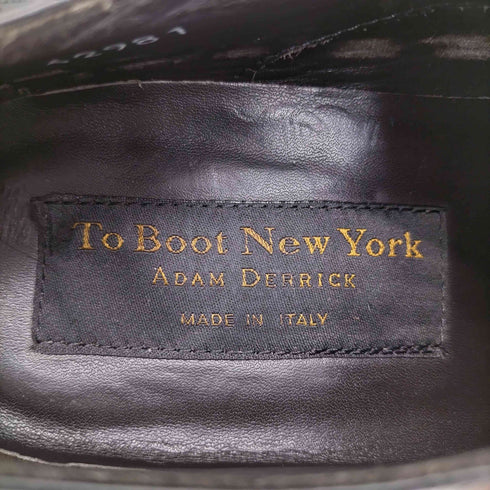 To Boot New York
ADAM DERRICK
MADE IN ITALY